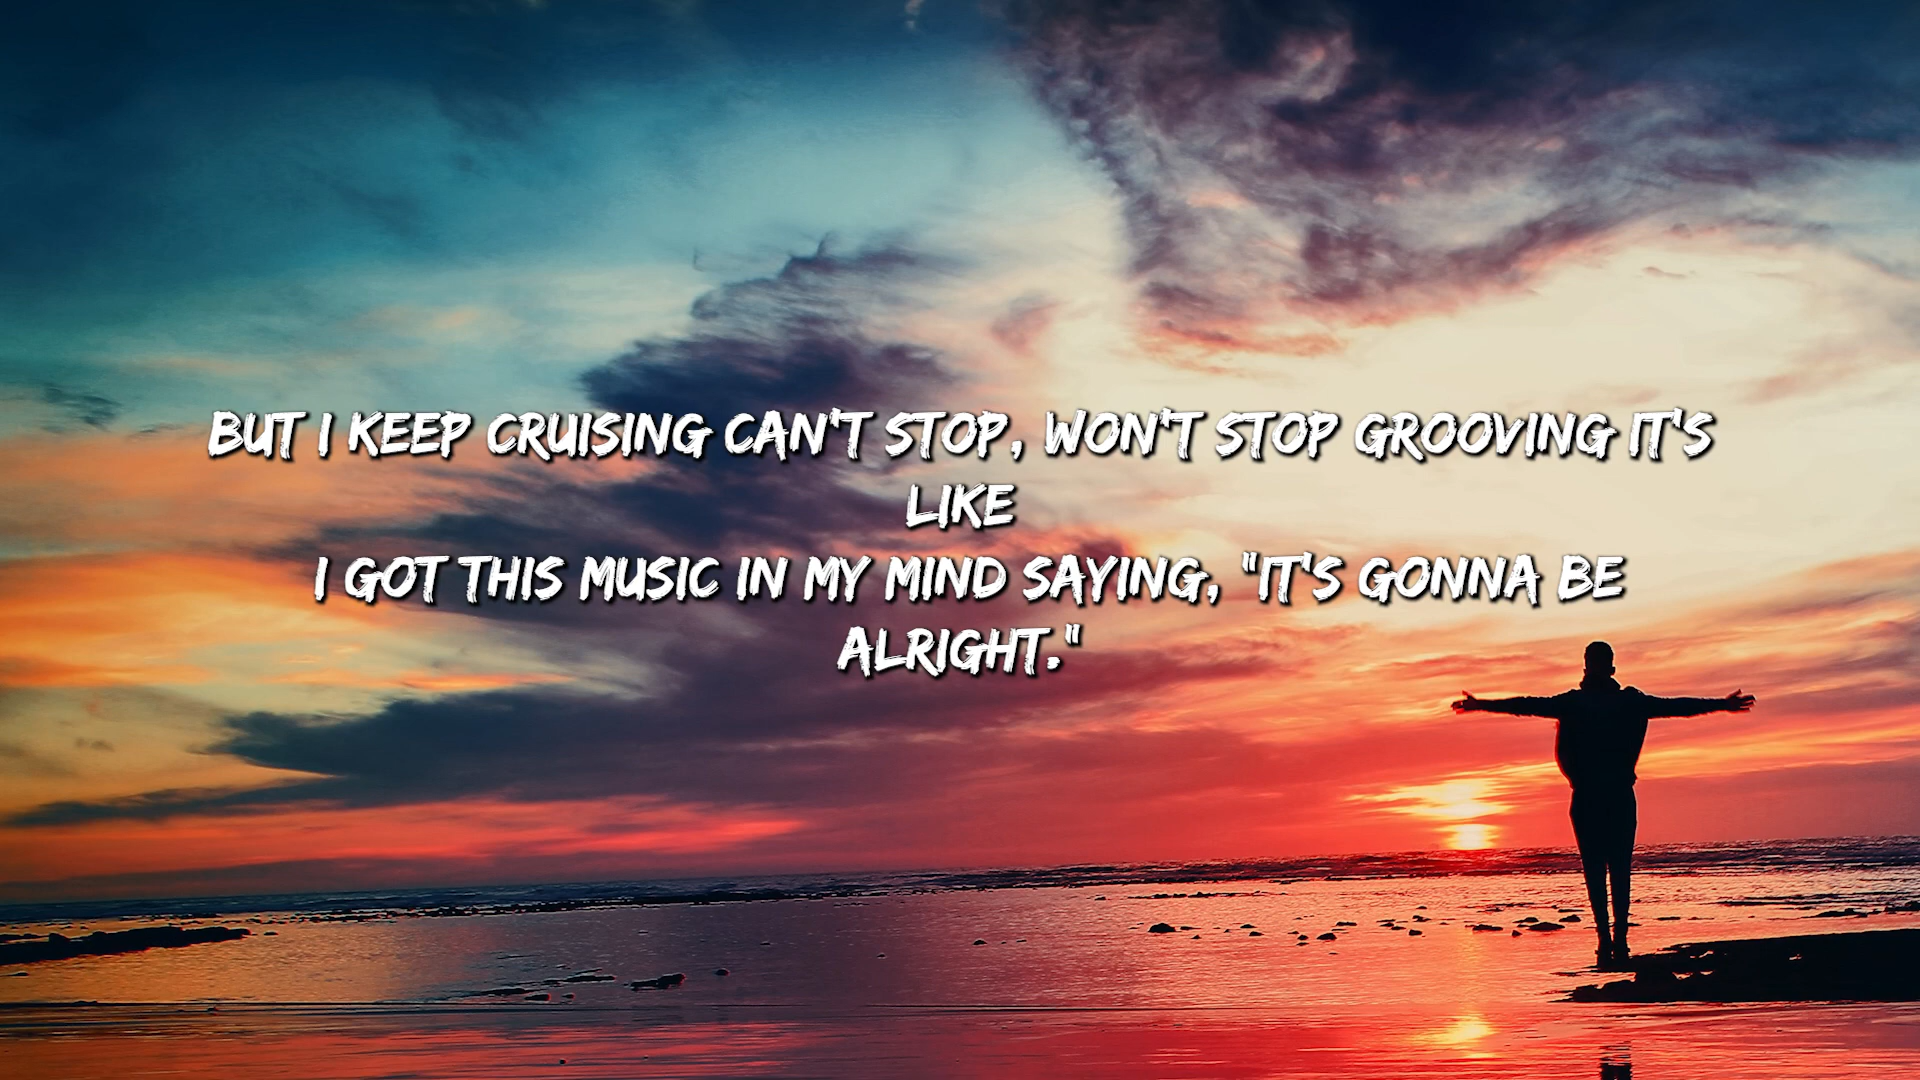 BUT I KEEP CRUISING CAN'T STOP, WON'T STOP GROOVING IT'S
LIKE
I GOT THIS MUSIC IN MY MIND SAYING, "IT'S GONNA BE
ALRIGHT."